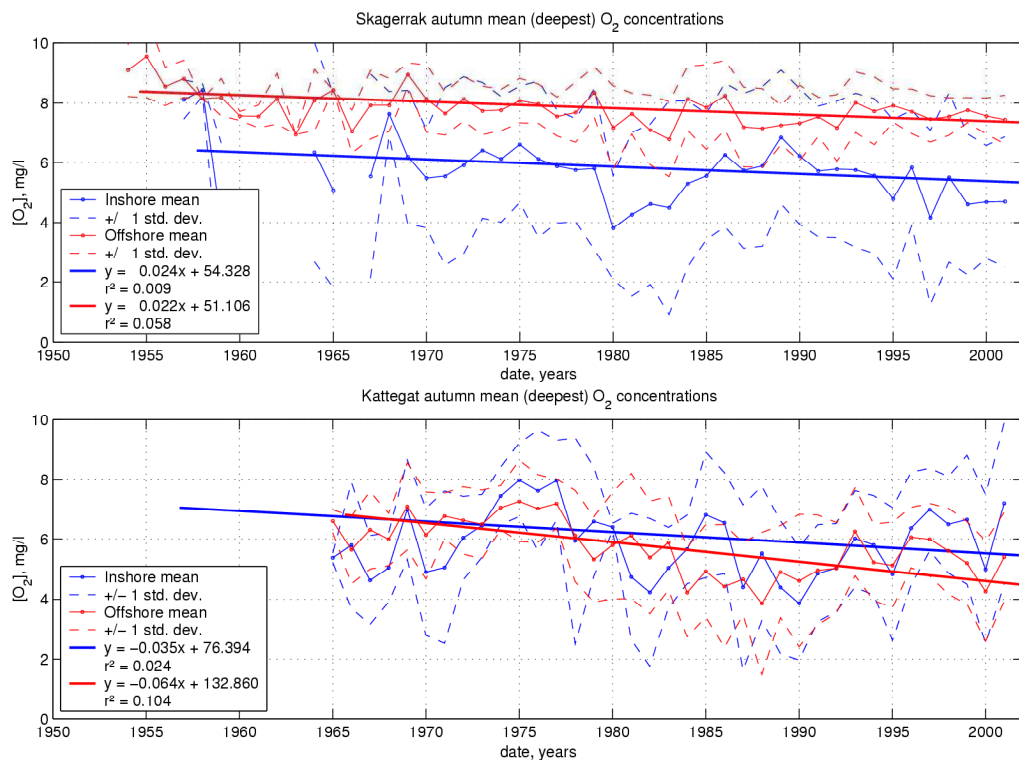 Skagerrak autumn mean (deepest) O2 concentrations
10
8
6
4
2
0
[O2], mg/l
Inshore mean
+/   1 std. dev.
Offshore mean
+/   1 std. dev.
y =   0.024x + 54.328
r² = 0.009
y =   0.022x + 51.106
r² = 0.058
1950 1955 1960 1965 1970 1975 1980 1985 1990 1995 2000
date, years
Kattegat autumn mean (deepest) O2 concentrations
10
8
6
4
2
0
[O2], mg/l
Inshore mean
+/− 1 std. dev.
Offshore mean
+/− 1 std. dev.
y = −0.035x + 76.394
r² = 0.024
y = −0.064x + 132.860
r² = 0.104
1950 1955 1960 1965 1970 1975 1980 1985 1990 1995 2000
date, years